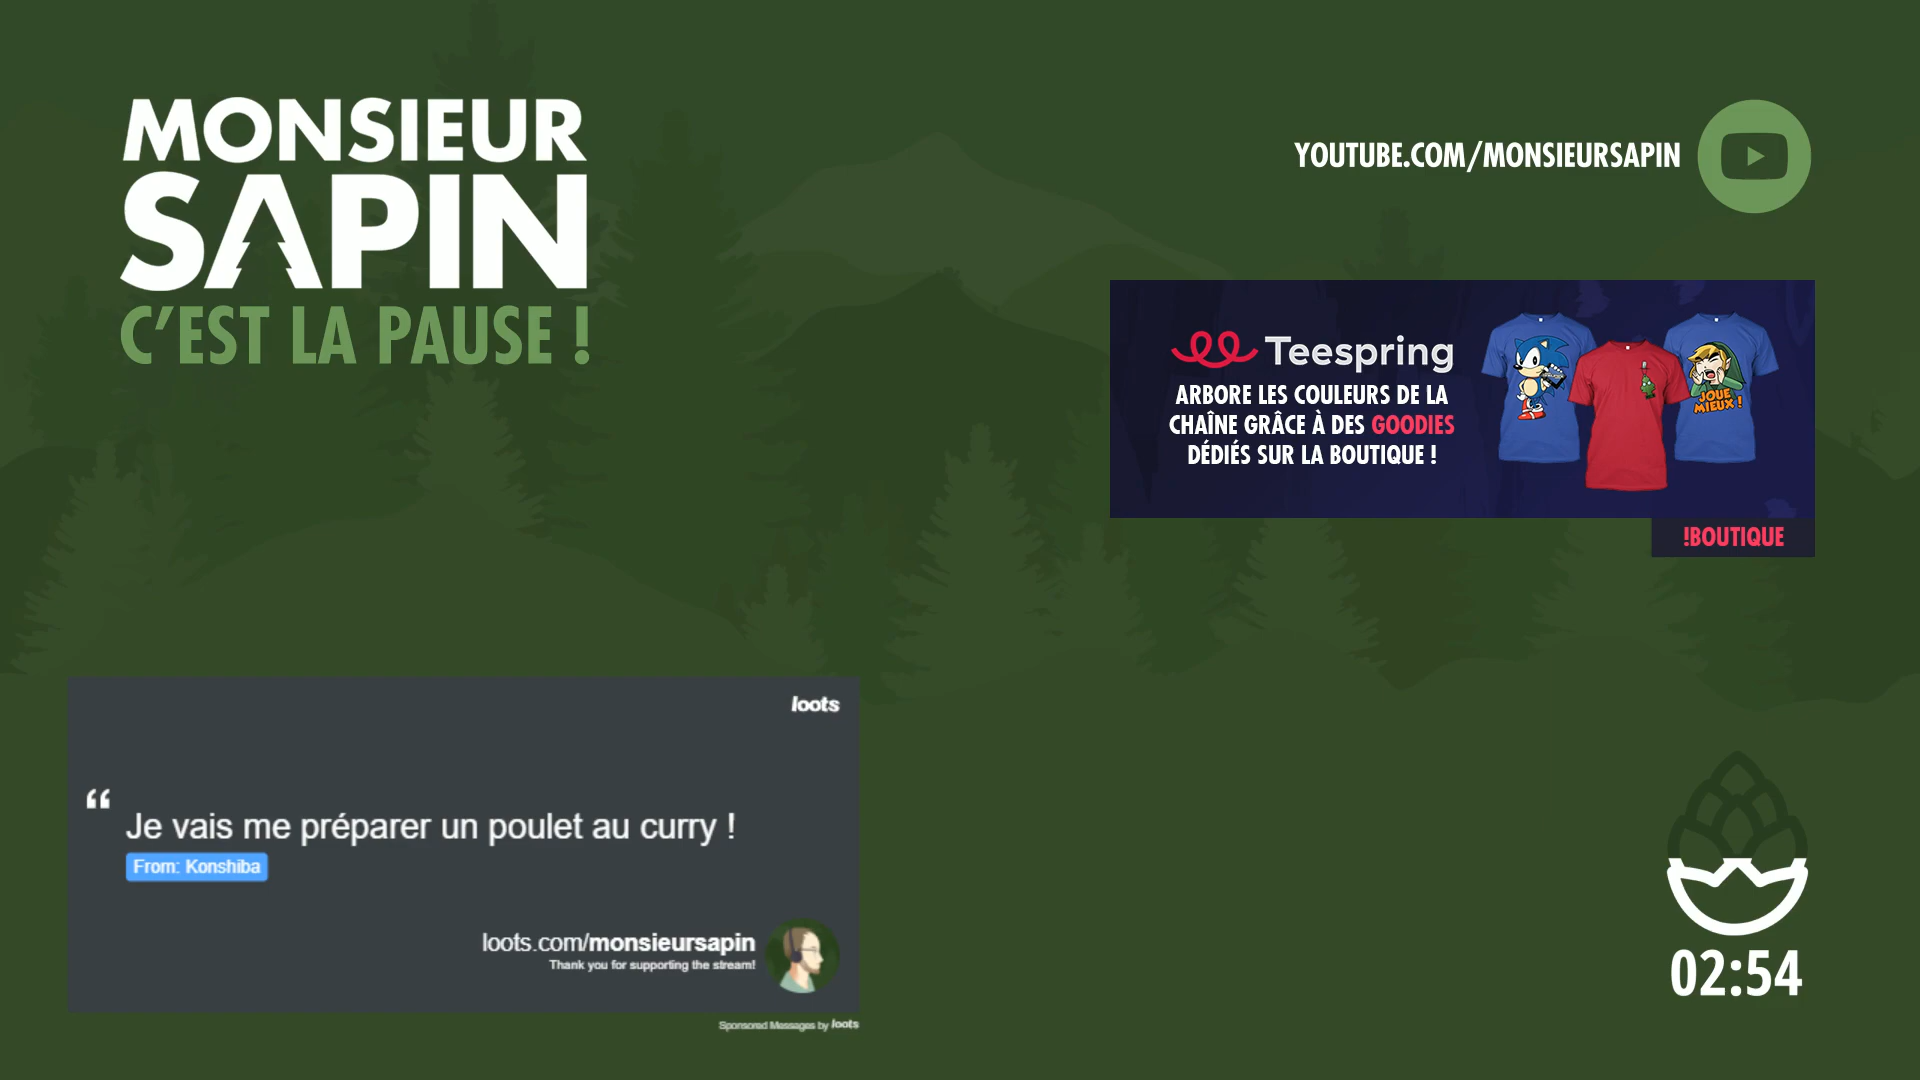 MONSIEUR
SAPIN
C'EST LA PAUSE !
YOUTUBE.COM/MONSIEURSAPIN
Teespring
ARBORE LES COULEURS DE LA
CHAÎNE GRÂCE À DES GOODIES
DÉDIÉS SUR LA BOUTIQUE !
JOUE
MIEUX !
!BOUTIQUE
loots
“
Je vais me préparer un poulet au curry !
From: Konshiba
loots.com/monsieursapin
Thank you for supporting the stream!
Sponsored Messages by loots
02:54